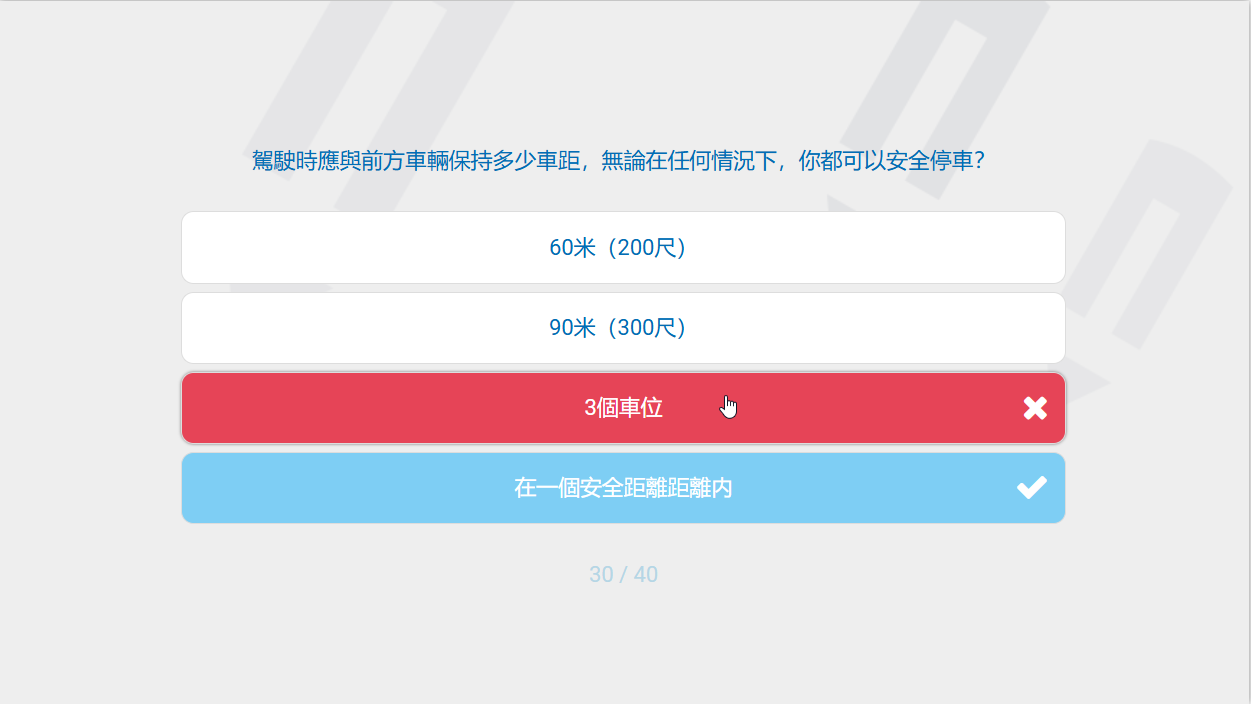 駕駛時應與前方車輛保持多少車距，無論在任何情況下，你都可以安全停車？
60米（200尺）
90米（300尺）
3個車位
在一個安全距離距離内
30 / 40